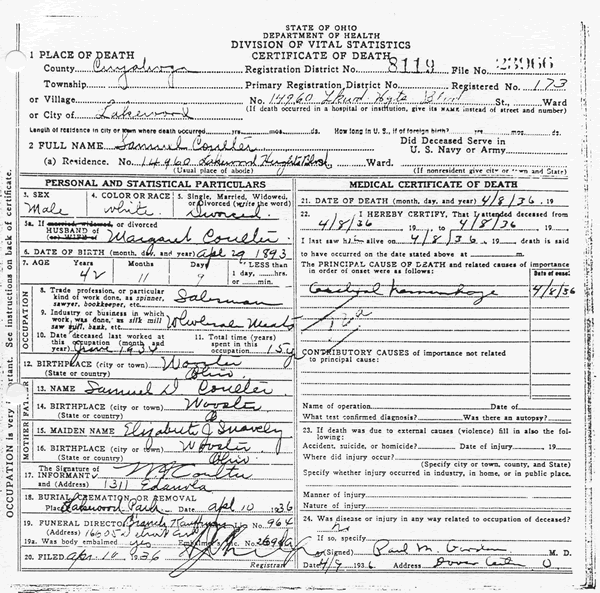 STATE OF OHIO
DEPARTMENT OF HEALTH
DIVISION OF VITAL STATISTICS
CERTIFICATE OF DEATH
1 PLACE OF DEATH
County Cuyahoga Registration District No. 8119 File No. 23966
Township Primary Registration District No. Registered No. 173
or Village No. 14960 Lkwd Hgts Blvd St., Ward
(If death occurred in a hospital or institution, give its NAME instead of street and number)
or City of Lakewood
Length of residence in city or town where death occurred yrs. mos. ds. How long in U. S., if of foreign birth? yrs. mos. ds.
2 FULL NAME Samuel Coulter Did Deceased Serve in U. S. Navy or Army
(a) Residence. No. 14960 Lakewood Heights Blvd Ward.
(Usual place of abode) (If nonresident give city or town and State)
PERSONAL AND STATISTICAL PARTICULARS
3. SEX Male
4. COLOR OR RACE White
5. Single, Married, Widowed, or Divorced (write the word) Divorced
5a. If married, widowed, or divorced
HUSBAND OF
(or) WIFE of Margaret Coulter
6. DATE OF BIRTH (month, day, and year) Apr 29 1893
7. AGE Years Months Days If LESS than
42 11 9 1 day, hrs. or min.
OCCUPATION
8. Trade, profession, or particular kind of work done, as spinner, sawyer, bookkeeper, etc. Salesman
9. Industry or business in which work was done, as silk mill saw mill, bank, etc. Wholesale Meats
10. Date deceased last worked at this occupation (month and year)
11. Total time (years) spent in this occupation 15
12. BIRTHPLACE (city or town) Wooster
(State or country) Ohio
FATHER
13. NAME Samuel D Coulter
14. BIRTHPLACE (city or town) Wooster
(State or country) O
MOTHER
15. MAIDEN NAME Elizabeth J Snavely
16. BIRTHPLACE (city or town) Wooster
(State or country) Ohio
17. The Signature of INFORMANT Coulter
and (Address) 1311 Edanola
18. BURIAL, CREMATION OR REMOVAL
Place Lakewood Park Date Apr 10 1936
19. FUNERAL DIRECTOR Lic. No. 964
(Address)
19a. Was body embalmed yes Embalmer's Lic. No.
20. FILED Apr 10 1936
Registrar
MEDICAL CERTIFICATE OF DEATH
21. DATE OF DEATH (month, day, and year) 4/8/36, 19
22. I HEREBY CERTIFY, That I attended deceased from
4/8/36 19 to 4/8/36, 19
I last saw him alive on 4/8/36, 19 death is said
to have occurred on the date stated above at m.
THE PRINCIPAL CAUSE OF DEATH and related causes of importance in order of onset were as follows:
Date of onset
Cerebral hemorrhage 4/8/36
CONTRIBUTORY CAUSES of importance not related to principal cause:
Name of operation Date of
What test confirmed diagnosis? Was there an autopsy?
23. If death was due to external causes (violence) fill in also the following:
Accident, suicide, or homicide? Date of injury 19
Where did injury occur?
(Specify city or town, county, and State)
Specify whether injury occurred in industry, in home, or in public place.
Manner of injury
Nature of injury
24. Was disease or injury in any way related to occupation of deceased?
If so, specify
(Signed) Paul M. M. D.
Date 4/9 1936 Address O
OCCUPATION is very important. See instructions on back of certificate.